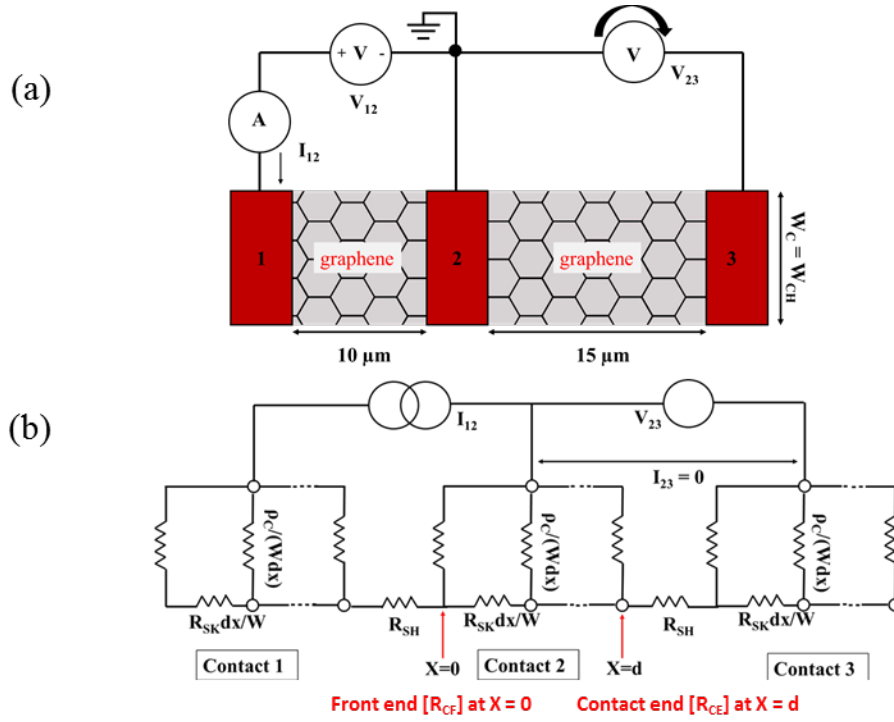 (a)
+ V -
V12
V
V23
A
I12
1
graphene
2
graphene
3
WC = WCH
10 μm
15 μm
(b)
I12
V23
I23 = 0
ρC/(Wdx)
ρC/(Wdx)
ρC/(Wdx)
RSKdx/W
RSH
RSKdx/W
RSH
RSKdx/W
Contact 1
X=0
Contact 2
X=d
Contact 3
Front end [RCF] at X = 0
Contact end [RCE] at X = d